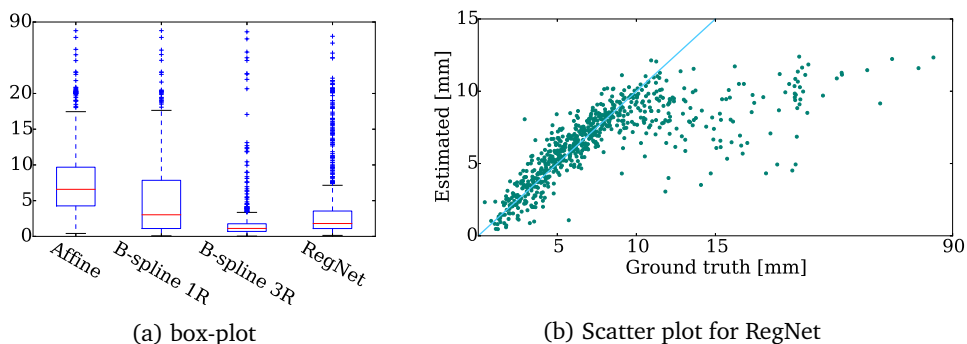 90
20
15
10
5
0
Affine
B-spline 1R
B-spline 3R
RegNet
(a) box-plot
Estimated [mm]
15
10
5
0
5
10
15
90
Ground truth [mm]
(b) Scatter plot for RegNet